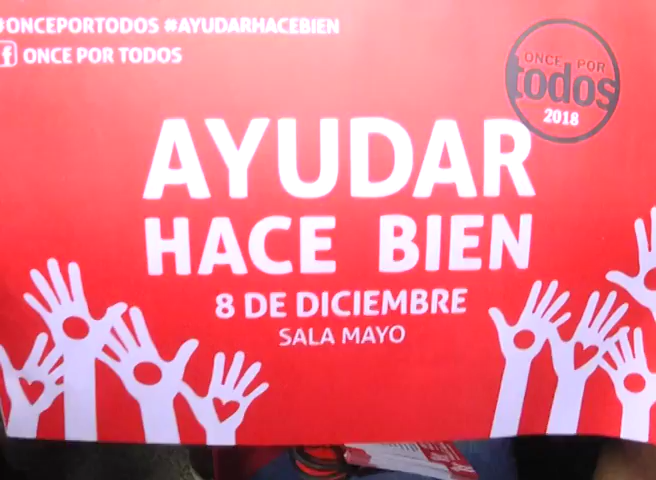 #ONCEPORTODOS #AYUDARHACEBIEN
f ONCE POR TODOS
ONCE POR
todos
2018
AYUDAR
HACE BIEN
8 DE DICIEMBRE
SALA MAYO